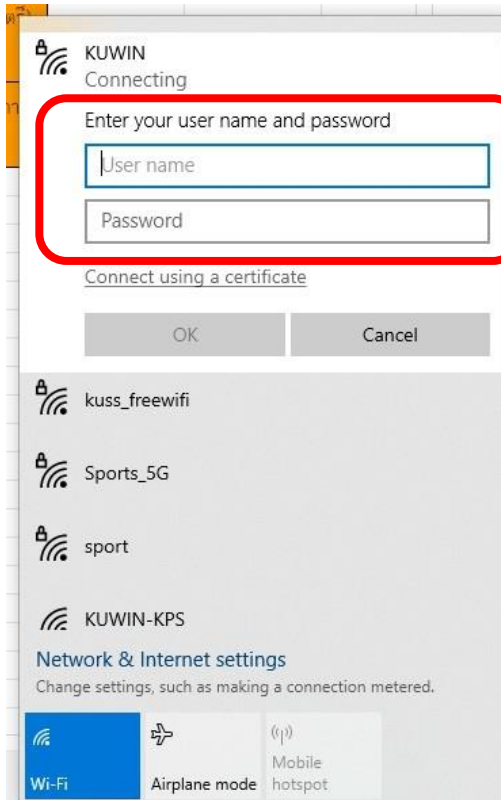 KUWIN
Connecting
Enter your user name and password
User name
Password
Connect using a certificate
OK
Cancel
kuss_freewifi
Sports_5G
sport
KUWIN-KPS
Network & Internet settings
Change settings, such as making a connection metered.
Wi-Fi
Airplane mode
Mobile
hotspot